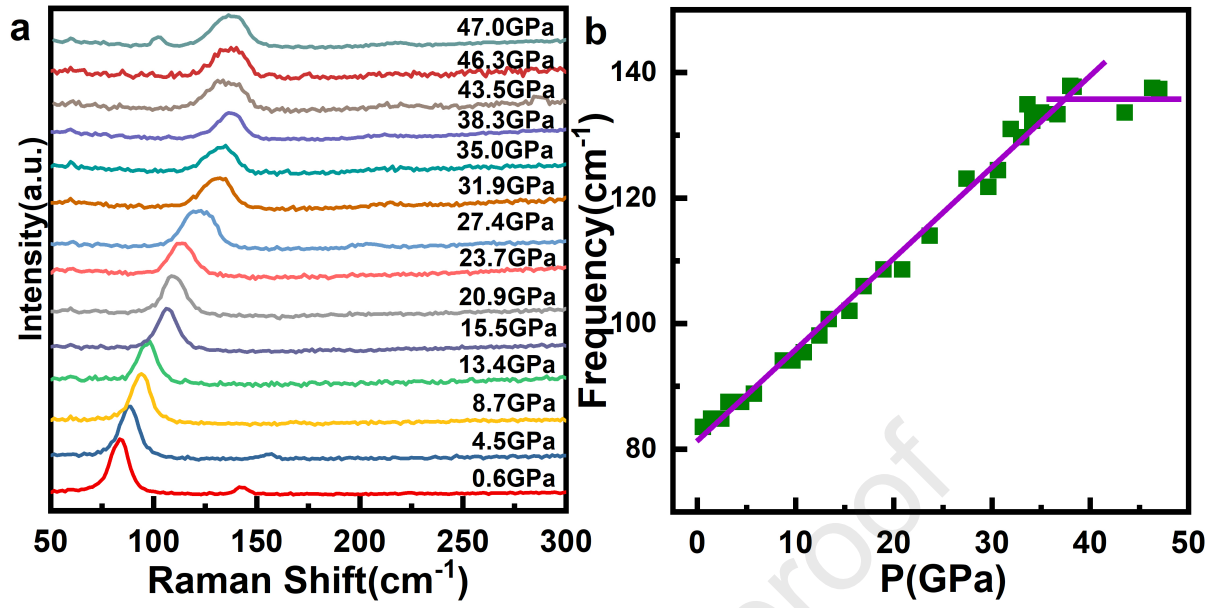 a
Intensity(a.u.)
47.0GPa
46.3GPa
43.5GPa
38.3GPa
35.0GPa
31.9GPa
27.4GPa
23.7GPa
20.9GPa
15.5GPa
13.4GPa
8.7GPa
4.5GPa
0.6GPa
50 100 150 200 250 300
Raman Shift(cm⁻¹)
b
Frequency(cm⁻¹)
140
120
100
80
0 10 20 30 40 50
P(GPa)
proof